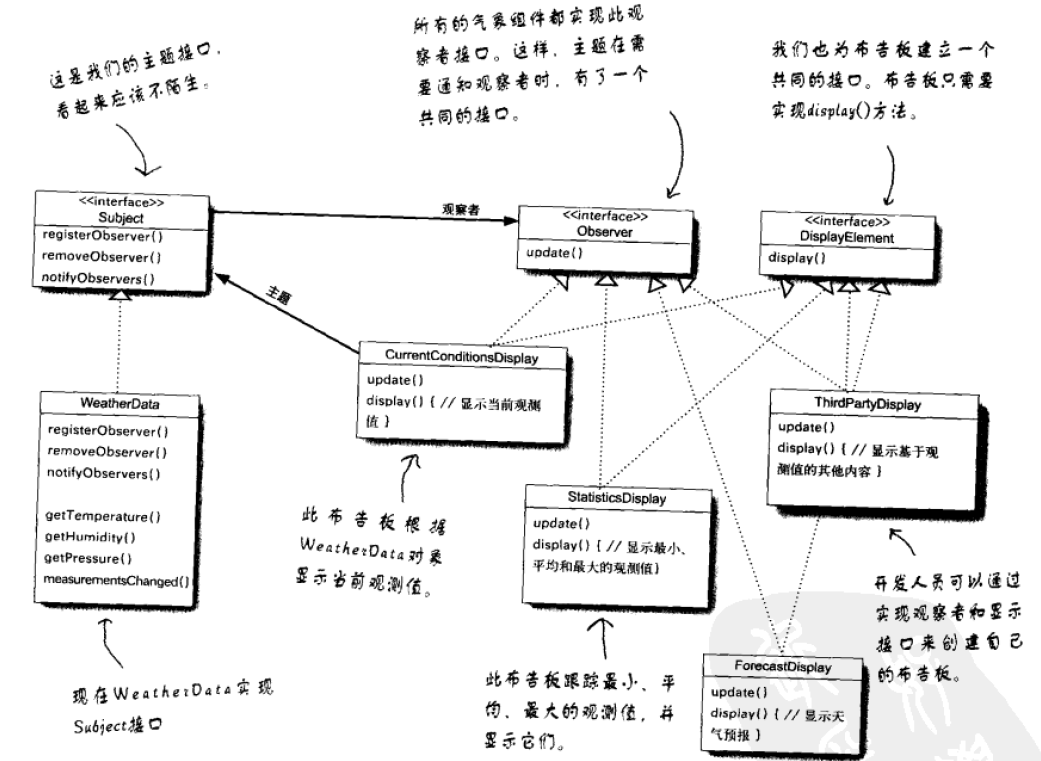 这是我们的主题接口，
看起来应该不陌生。
所有的气象组件都实现此观
察者接口。这样，主题在需
要通知观察者时，有了一个
共同的接口。
我们也为布告板建立一个
共同的接口。布告板只需要
实现display()方法。
<<interface>>
Subject
registerObserver()
removeObserver()
notifyObservers()
观察者
<<interface>>
Observer
update()
<<interface>>
DisplayElement
display()
主题
CurrentConditionsDisplay
update()
display() { // 显示当前观测
值 }
WeatherData
registerObserver()
removeObserver()
notifyObservers()
getTemperature()
getHumidity()
getPressure()
measurementsChanged()
ThirdPartyDisplay
update()
display() { // 显示基于观
测值的其他内容 }
StatisticsDisplay
update()
display() { // 显示最小、
平均和最大的观测值}
此布告板根据
WeatherData对象
显示当前观测值。
开发人员可以通过
实现观察者和显示
接口来创建自己
的布告板。
现在WeatherData实现
Subject接口
此布告板跟踪最小、平
均、最大的观测值，并
显示它们。
ForecastDisplay
update()
display() { // 显示天
气预报 }